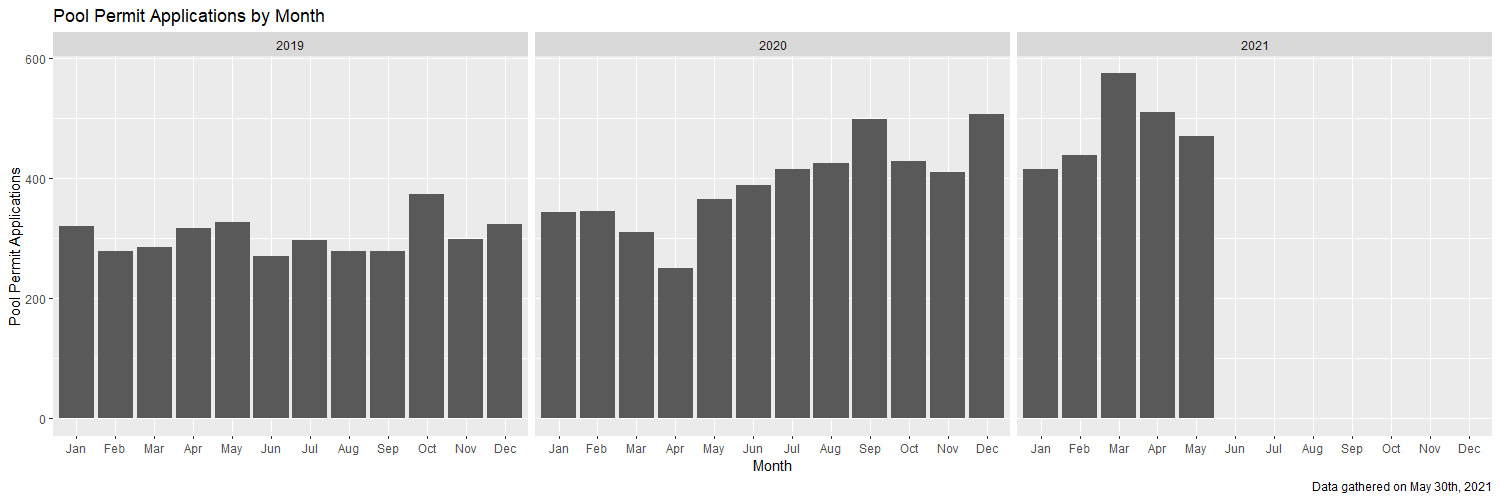 Pool Permit Applications by Month
2019 2020 2021
600
400
200
0
Pool Permit Applications
Jan Feb Mar Apr May Jun Jul Aug Sep Oct Nov Dec Jan Feb Mar Apr May Jun Jul Aug Sep Oct Nov Dec Jan Feb Mar Apr May Jun Jul Aug Sep Oct Nov Dec
Month
Data gathered on May 30th, 2021